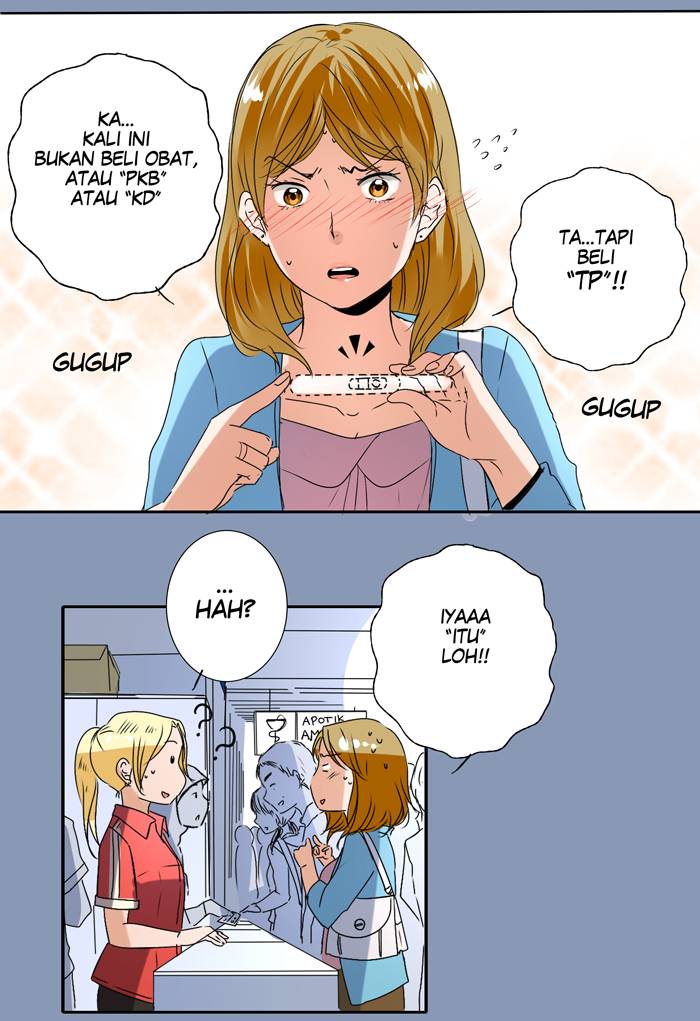 KA...
KALI INI
BUKAN BELI OBAT,
ATAU "PKB"
ATAU "KD"
TA...TAPI
BELI
"TP"!!
GUGUP
GUGUP
...
HAH?
IYAAA
"ITU"
LOH!!
? ? ?
APOTIK
AM